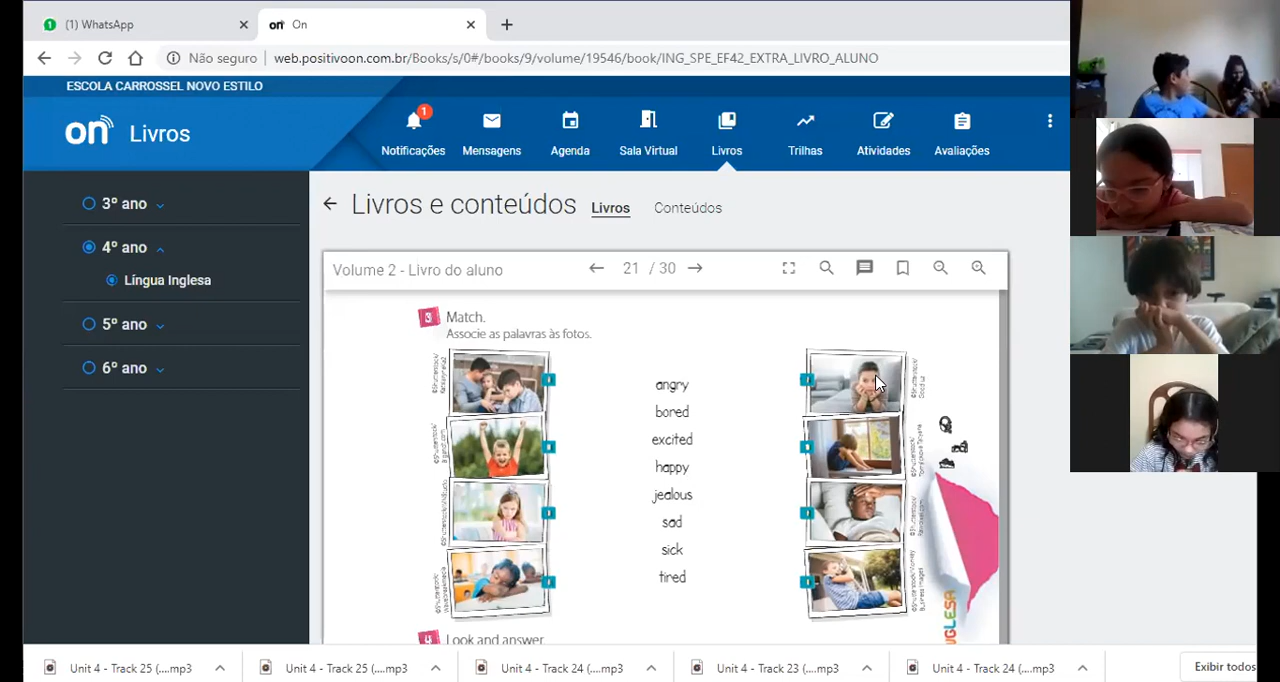 (1) WhatsApp
On
Não seguro
web.positivoon.com.br/Books/s/0#/books/9/volume/19546/book/ING_SPE_EF42_EXTRA_LIVRO_ALUNO
ESCOLA CARROSSEL NOVO ESTILO
on Livros
1
Notificações
Mensagens
Agenda
Sala Virtual
Livros
Trilhas
Atividades
Avaliações
3º ano
4º ano
Língua Inglesa
5º ano
6º ano
Livros e conteúdos
Livros
Conteúdos
Volume 2 - Livro do aluno
21 / 30
3 Match.
Associe as palavras às fotos.
angry
bored
excited
happy
jealous
sad
sick
tired
4 Look and answer.
Unit 4 - Track 25 (....mp3
Unit 4 - Track 25 (....mp3
Unit 4 - Track 24 (....mp3
Unit 4 - Track 23 (....mp3
Unit 4 - Track 24 (....mp3
Exibir todos